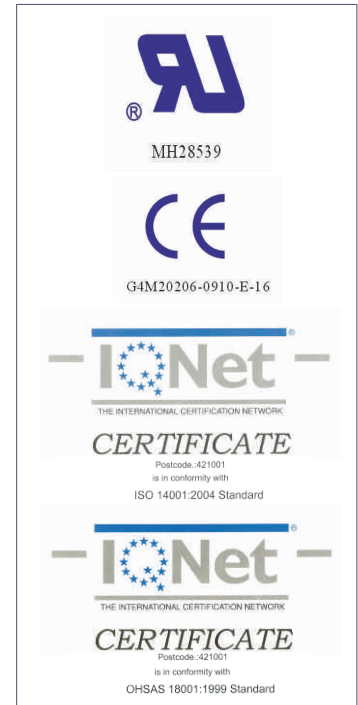 RU
®
MH28539
CE
G4M20206-0910-E-16
®
IQNet
THE INTERNATIONAL CERTIFICATION NETWORK
CERTIFICATE
Postcode.:421001
is in conformity with
ISO 14001:2004 Standard
®
IQNet
THE INTERNATIONAL CERTIFICATION NETWORK
CERTIFICATE
Postcode.:421001
is in conformity with
OHSAS 18001:1999 Standard